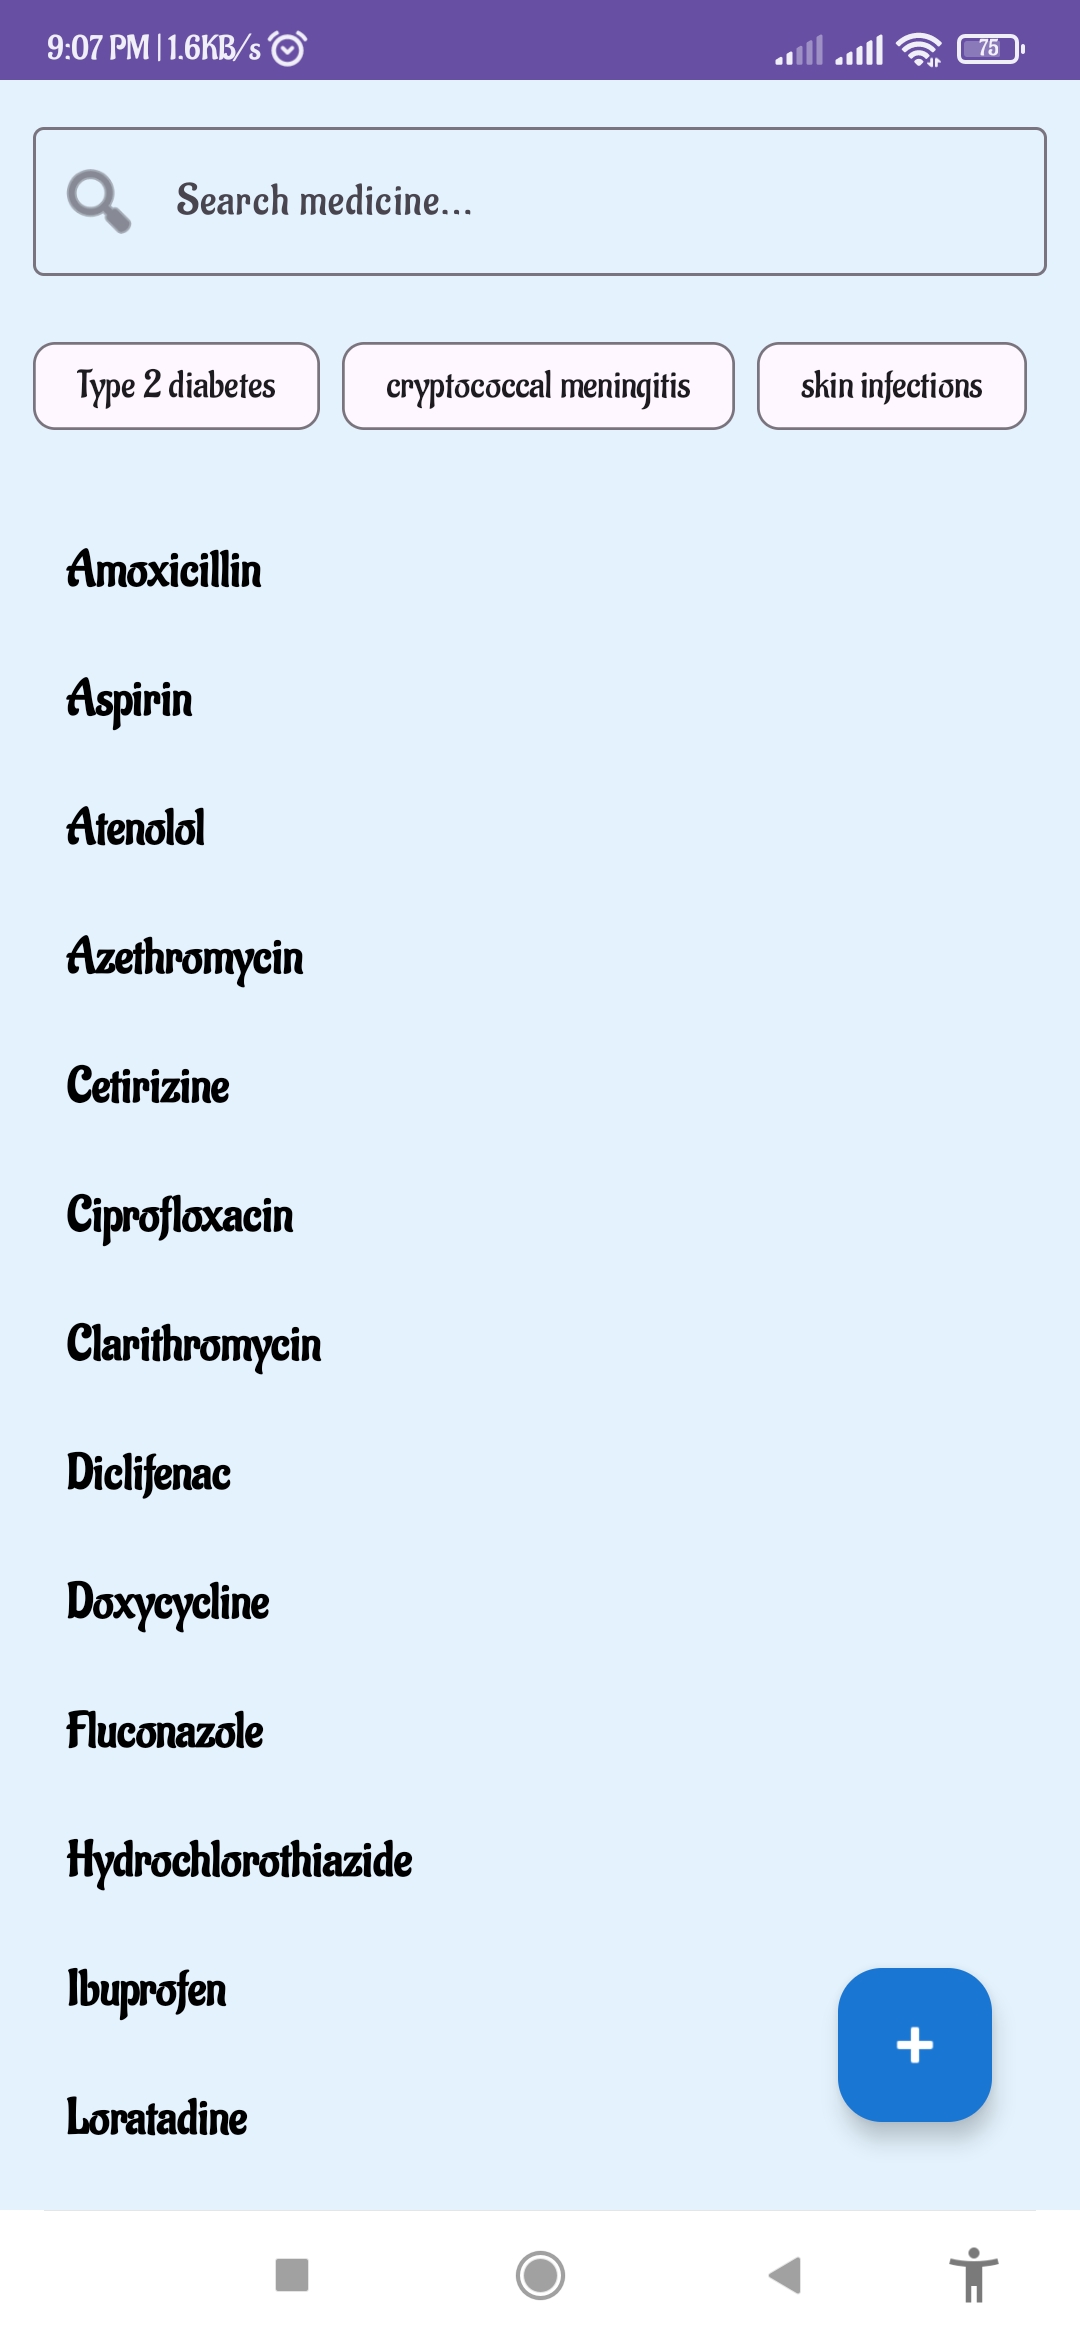 9:07 PM | 1.6KB/s 75
Search medicine...
Type 2 diabetes cryptococcal meningitis skin infections
Amoxicillin
Aspirin
Atenolol
Azethromycin
Cetirizine
Ciprofloxacin
Clarithromycin
Diclifenac
Doxycycline
Fluconazole
Hydrochlorothiazide
Ibuprofen
Loratadine